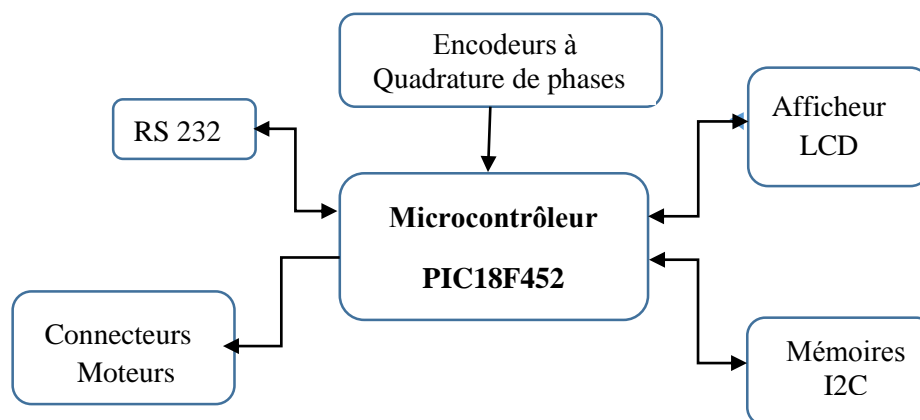 Encodeurs à
Quadrature de phases
RS 232
Afficheur
LCD
Microcontrôleur
PIC18F452
Connecteurs
Moteurs
Mémoires
I2C